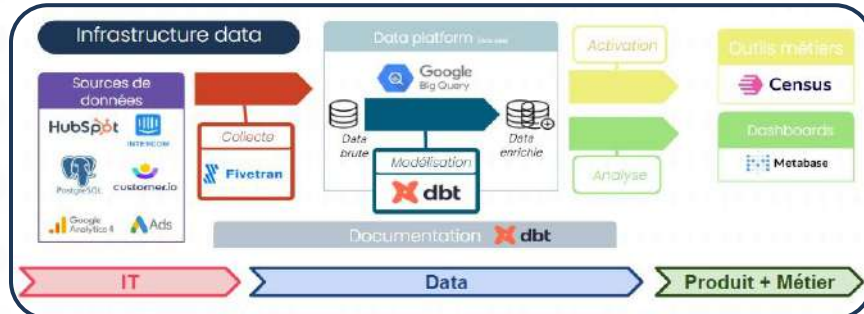 Infrastructure data
Sources de
données
HubSpot
INTERCOM
PostgreSQL
customer.io
Google
Analytics 4
Ads
Collecte
Fivetran
Data platform
Google
Big Query
Data
brute
Data
enrichie
Modélisation
dbt
Activation
Analyse
Outils métiers
Census
Dashboards
Metabase
Documentation dbt
IT
Data
Produit + Métier